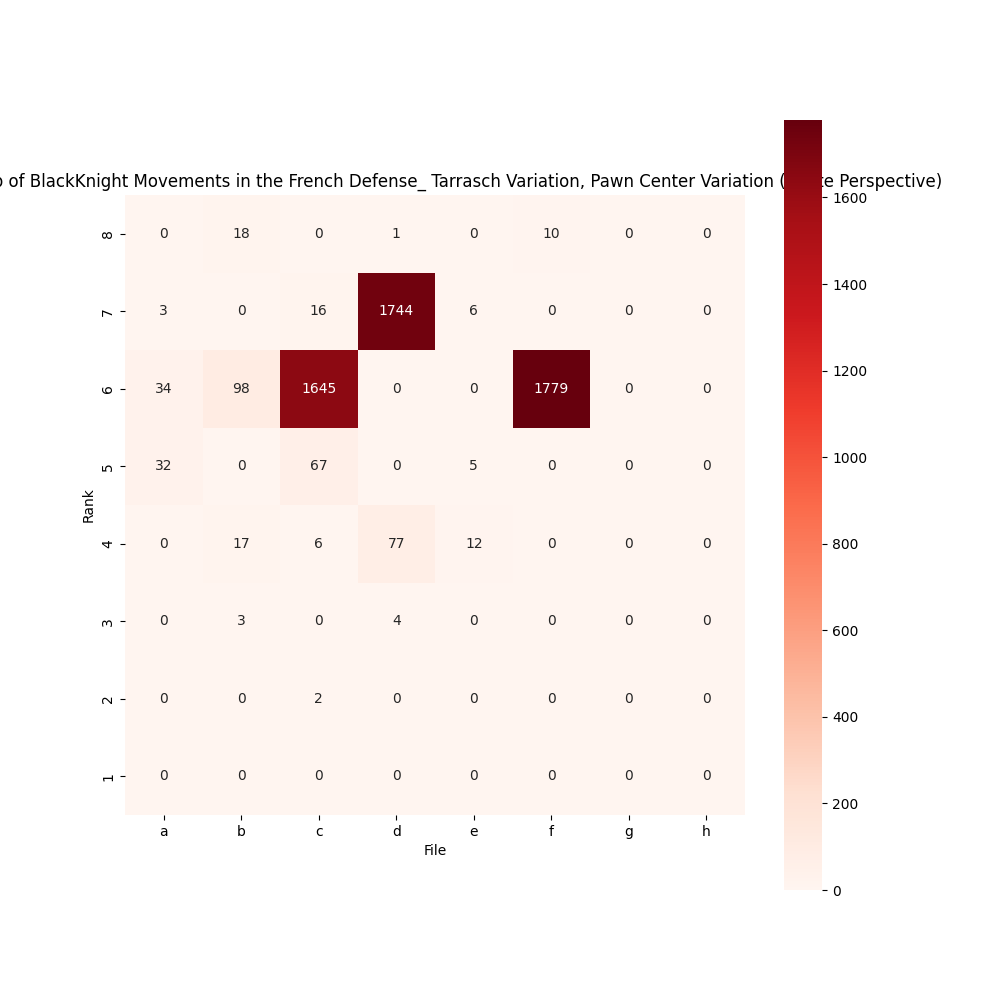 of BlackKnight Movements in the French Defense_ Tarrasch Variation, Pawn Center Variation ( Perspective)
1600
8 0 18 0 1 0 10 0 0
1400
7 3 0 16 1744 6 0 0 0
1200
6 34 98 1645 0 0 1779 0 0
1000
5 32 0 67 0 5 0 0 0
Rank
800
4 0 17 6 77 12 0 0 0
600
3 0 3 0 4 0 0 0 0
400
2 0 0 2 0 0 0 0 0
1 0 0 0 0 0 0 0 0
200
a b c d e f g h
File
0